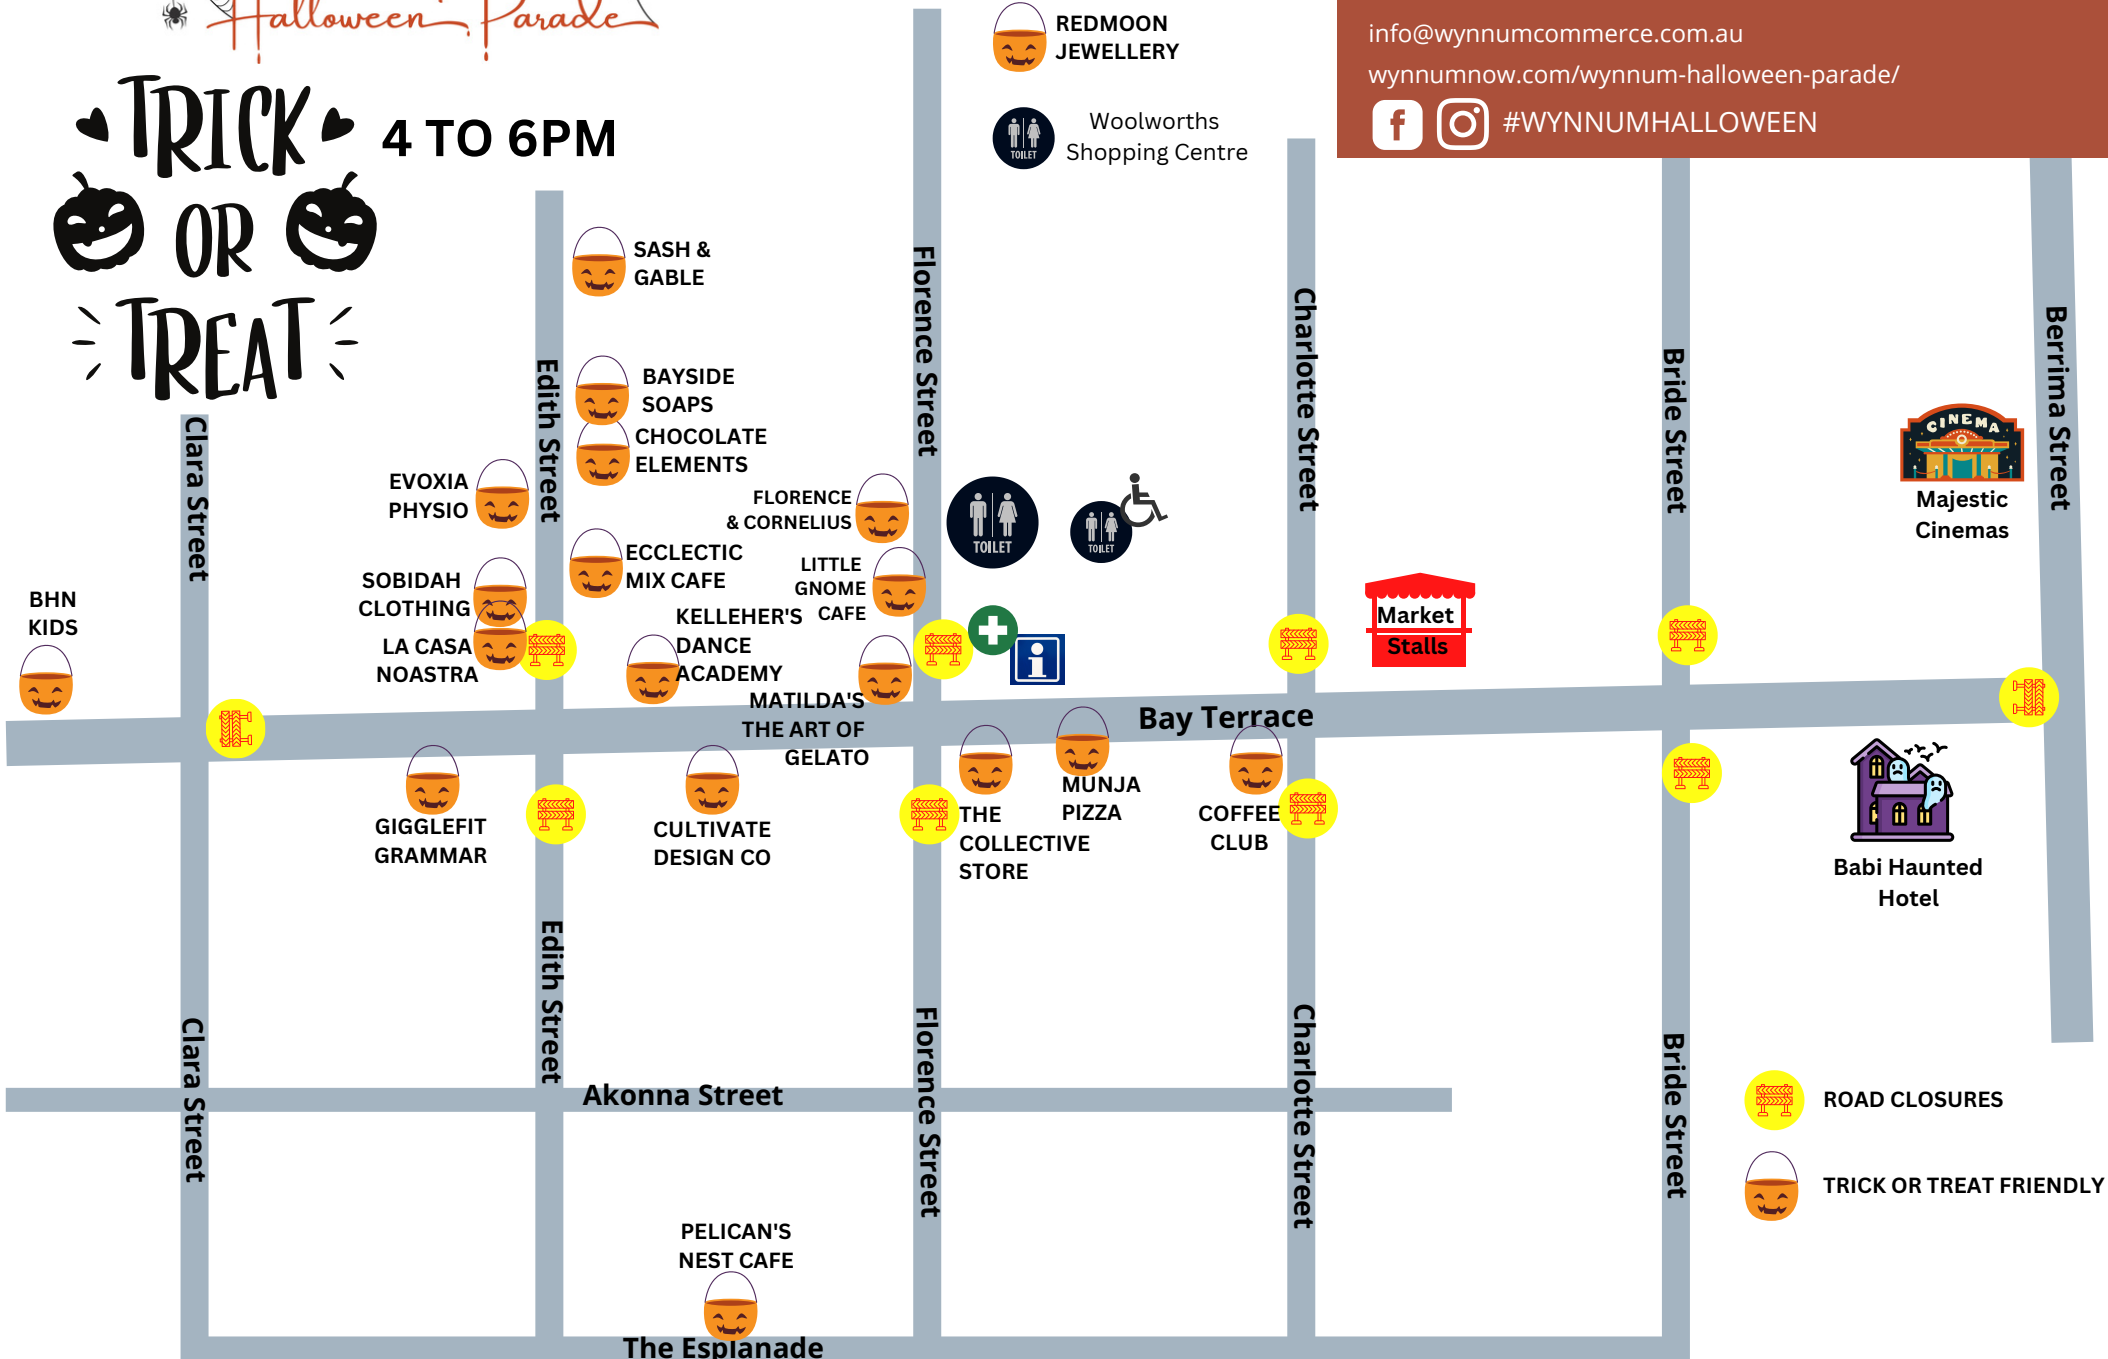 Halloween Parade
TRICK
OR
TREAT
4 TO 6PM
info@wynnumcommerce.com.au
wynnumnow.com/wynnum-halloween-parade/
f
#WYNNUMHALLOWEEN
REDMOON
JEWELLERY
TOILET
Woolworths
Shopping Centre
SASH &
GABLE
BAYSIDE
SOAPS
CHOCOLATE
ELEMENTS
EVOXIA
PHYSIO
FLORENCE
& CORNELIUS
ECCLECTIC
MIX CAFE
LITTLE
GNOME
CAFE
SOBIDAH
CLOTHING
LA CASA
NOASTRA
KELLEHER'S
DANCE
ACADEMY
MATILDA'S
THE ART OF
GELATO
BHN
KIDS
GIGGLEFIT
GRAMMAR
CULTIVATE
DESIGN CO
THE
COLLECTIVE
STORE
MUNJA
PIZZA
COFFEE
CLUB
TOILET
TOILET
i
Market
Stalls
CINEMA
Majestic
Cinemas
Babi Haunted
Hotel
Clara Street
Edith Street
Florence Street
Charlotte Street
Bride Street
Berrima Street
Bay Terrace
Clara Street
Edith Street
Florence Street
Charlotte Street
Bride Street
Akonna Street
PELICAN'S
NEST CAFE
The Esplanade
ROAD CLOSURES
TRICK OR TREAT FRIENDLY